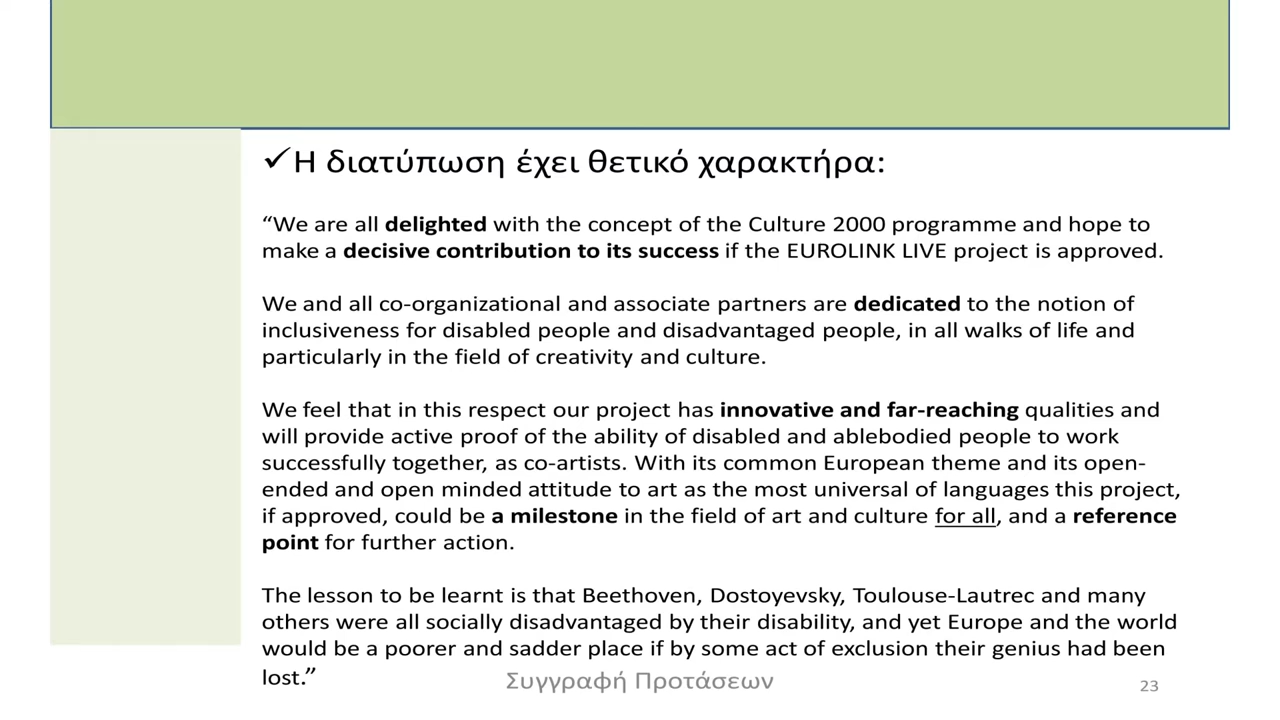 ✓Η διατύπωση έχει θετικό χαρακτήρα:
“We are all delighted with the concept of the Culture 2000 programme and hope to
make a decisive contribution to its success if the EUROLINK LIVE project is approved.
We and all co-organizational and associate partners are dedicated to the notion of
inclusiveness for disabled people and disadvantaged people, in all walks of life and
particularly in the field of creativity and culture.
We feel that in this respect our project has innovative and far-reaching qualities and
will provide active proof of the ability of disabled and ablebodied people to work
successfully together, as co-artists. With its common European theme and its open-
ended and open minded attitude to art as the most universal of languages this project,
if approved, could be a milestone in the field of art and culture for all, and a reference
point for further action.
The lesson to be learnt is that Beethoven, Dostoyevsky, Toulouse-Lautrec and many
others were all socially disadvantaged by their disability, and yet Europe and the world
would be a poorer and sadder place if by some act of exclusion their genius had been
lost.”
Συγγραφή Προτάσεων
23